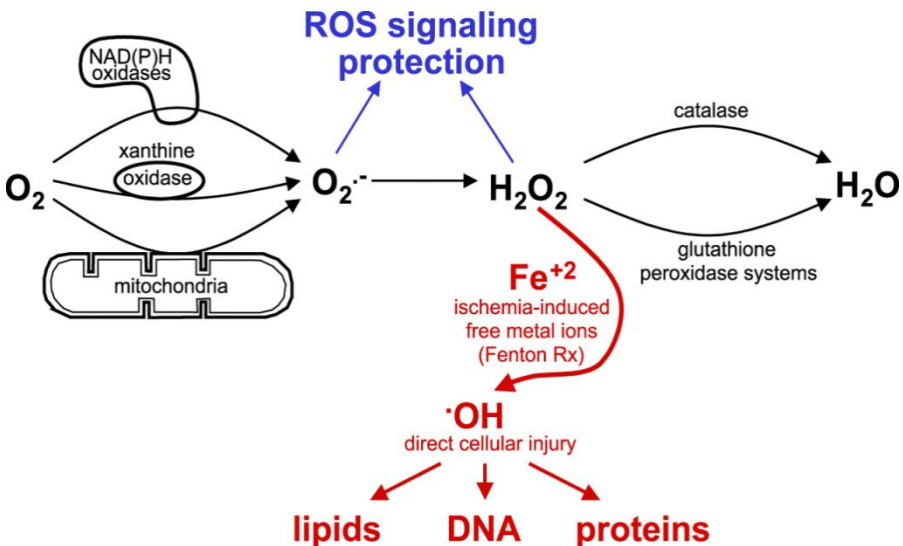 ROS signaling
protection
NAD(P)H
oxidases
xanthine
oxidase
mitochondria
O₂
O₂·-
H₂O₂
catalase
glutathione
peroxidase systems
H₂O
Fe⁺²
ischemia-induced
free metal ions
(Fenton Rx)
·OH
direct cellular injury
lipids DNA proteins